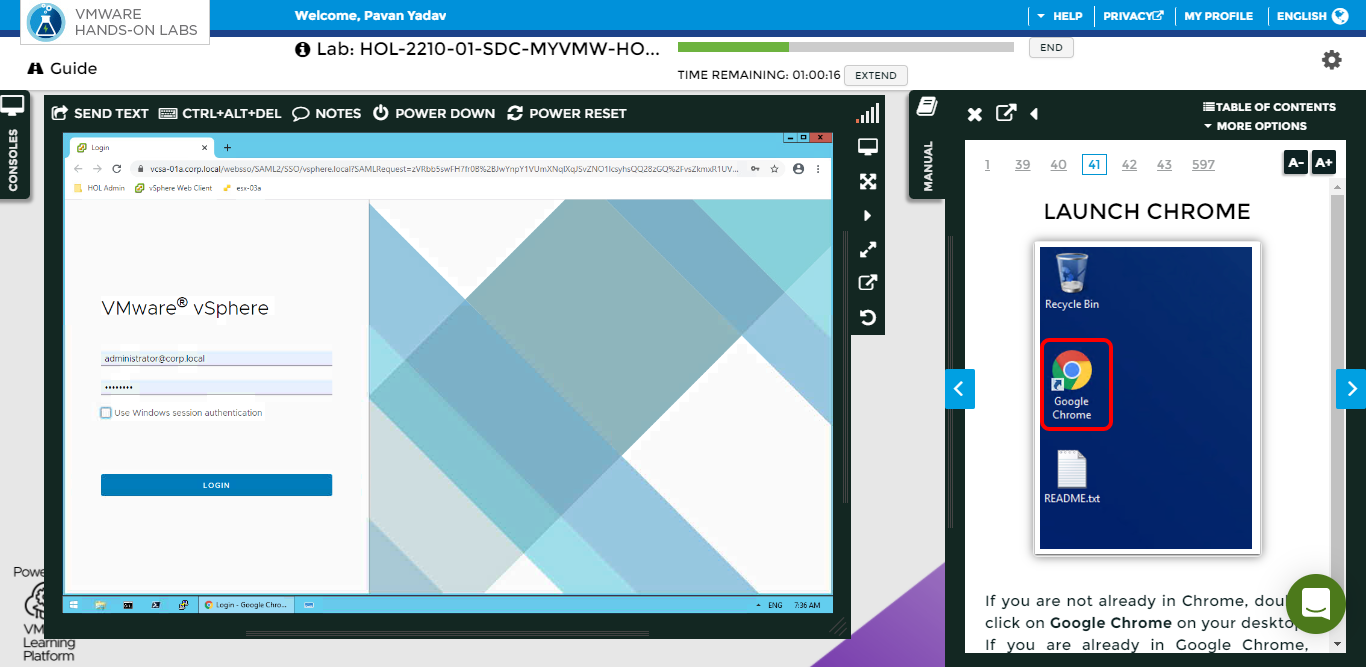 VMWARE
HANDS-ON LABS
Welcome, Pavan Yadav
HELP
PRIVACY
MY PROFILE
ENGLISH
Lab: HOL-2210-01-SDC-MYVMW-HO...
Guide
TIME REMAINING: 01:00:16
EXTEND
END
CONSOLES
SEND TEXT
CTRL+ALT+DEL
NOTES
POWER DOWN
POWER RESET
Login
vcsa-01a.corp.local/websso/SAML2/SSO/vsphere.local?SAMLRequest=
HOL Admin
vSphere Web Client
esx-03a
VMware® vSphere
administrator@corp.local
••••••••
Use Windows session authentication
LOGIN
Login - Google Chro...
ENG
7:36 AM
MANUAL
TABLE OF CONTENTS
MORE OPTIONS
1 39 40 41 42 43 597
A- A+
LAUNCH CHROME
Recycle Bin
Google
Chrome
README.txt
If you are not already in Chrome, dou
click on Google Chrome on your desktop
If you are already in Google Chrome,
Powe
VM
Learning
Platform